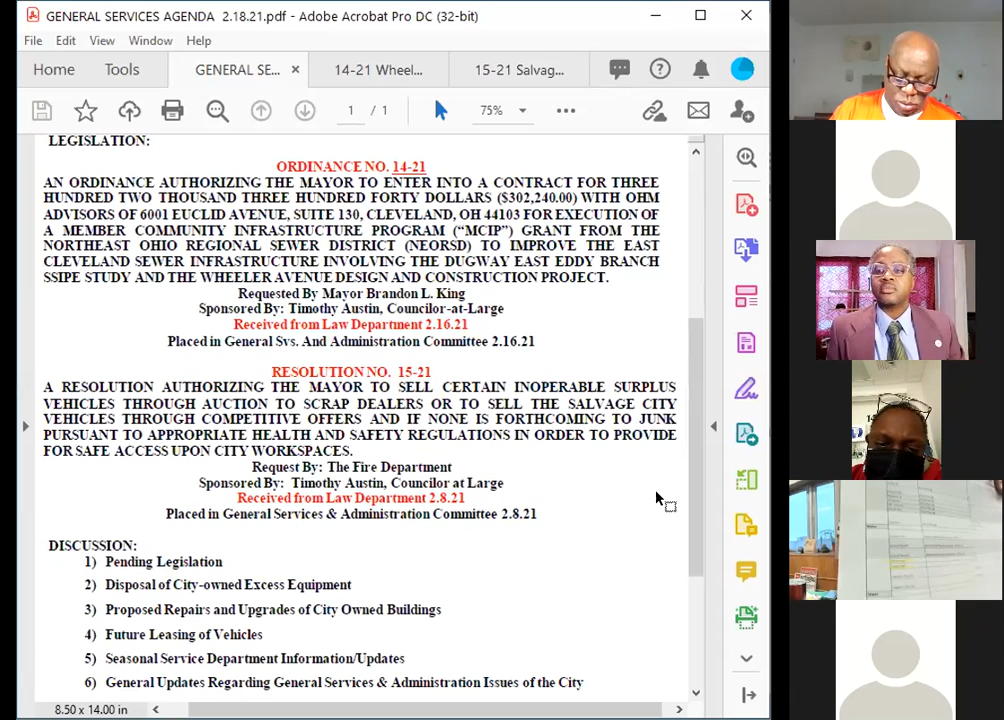 GENERAL SERVICES AGENDA 2.18.21.pdf - Adobe Acrobat Pro DC (32-bit)
File Edit View Window Help
Home Tools GENERAL SE... 14-21 Wheel... 15-21 Salvag...
1 / 1 75%
LEGISLATION:
ORDINANCE NO. 14-21
AN ORDINANCE AUTHORIZING THE MAYOR TO ENTER INTO A CONTRACT FOR THREE
HUNDRED TWO THOUSAND THREE HUNDRED FORTY DOLLARS ($302,240.00) WITH OHM
ADVISORS OF 6001 EUCLID AVENUE, SUITE 130, CLEVELAND, OH 44103 FOR EXECUTION OF
A MEMBER COMMUNITY INFRASTRUCTURE PROGRAM (“MCIP”) GRANT FROM THE
NORTHEAST OHIO REGIONAL SEWER DISTRICT (NEORSD) TO IMPROVE THE EAST
CLEVELAND SEWER INFRASTRUCTURE INVOLVING THE DUGWAY EAST EDDY BRANCH
SSIPE STUDY AND THE WHEELER AVENUE DESIGN AND CONSTRUCTION PROJECT.
Requested By Mayor Brandon L. King
Sponsored By: Timothy Austin, Councilor-at-Large
Received from Law Department 2.16.21
Placed in General Svs. And Administration Committee 2.16.21
RESOLUTION NO. 15-21
A RESOLUTION AUTHORIZING THE MAYOR TO SELL CERTAIN INOPERABLE SURPLUS
VEHICLES THROUGH AUCTION TO SCRAP DEALERS OR TO SELL THE SALVAGE CITY
VEHICLES THROUGH COMPETITIVE OFFERS AND IF NONE IS FORTHCOMING TO JUNK
PURSUANT TO APPROPRIATE HEALTH AND SAFETY REGULATIONS IN ORDER TO PROVIDE
FOR SAFE ACCESS UPON CITY WORKSPACES.
Request By: The Fire Department
Sponsored By: Timothy Austin, Councilor at Large
Received from Law Department 2.8.21
Placed in General Services & Administration Committee 2.8.21
DISCUSSION:
1) Pending Legislation
2) Disposal of City-owned Excess Equipment
3) Proposed Repairs and Upgrades of City Owned Buildings
4) Future Leasing of Vehicles
5) Seasonal Service Department Information/Updates
6) General Updates Regarding General Services & Administration Issues of the City
8.50 x 14.00 in